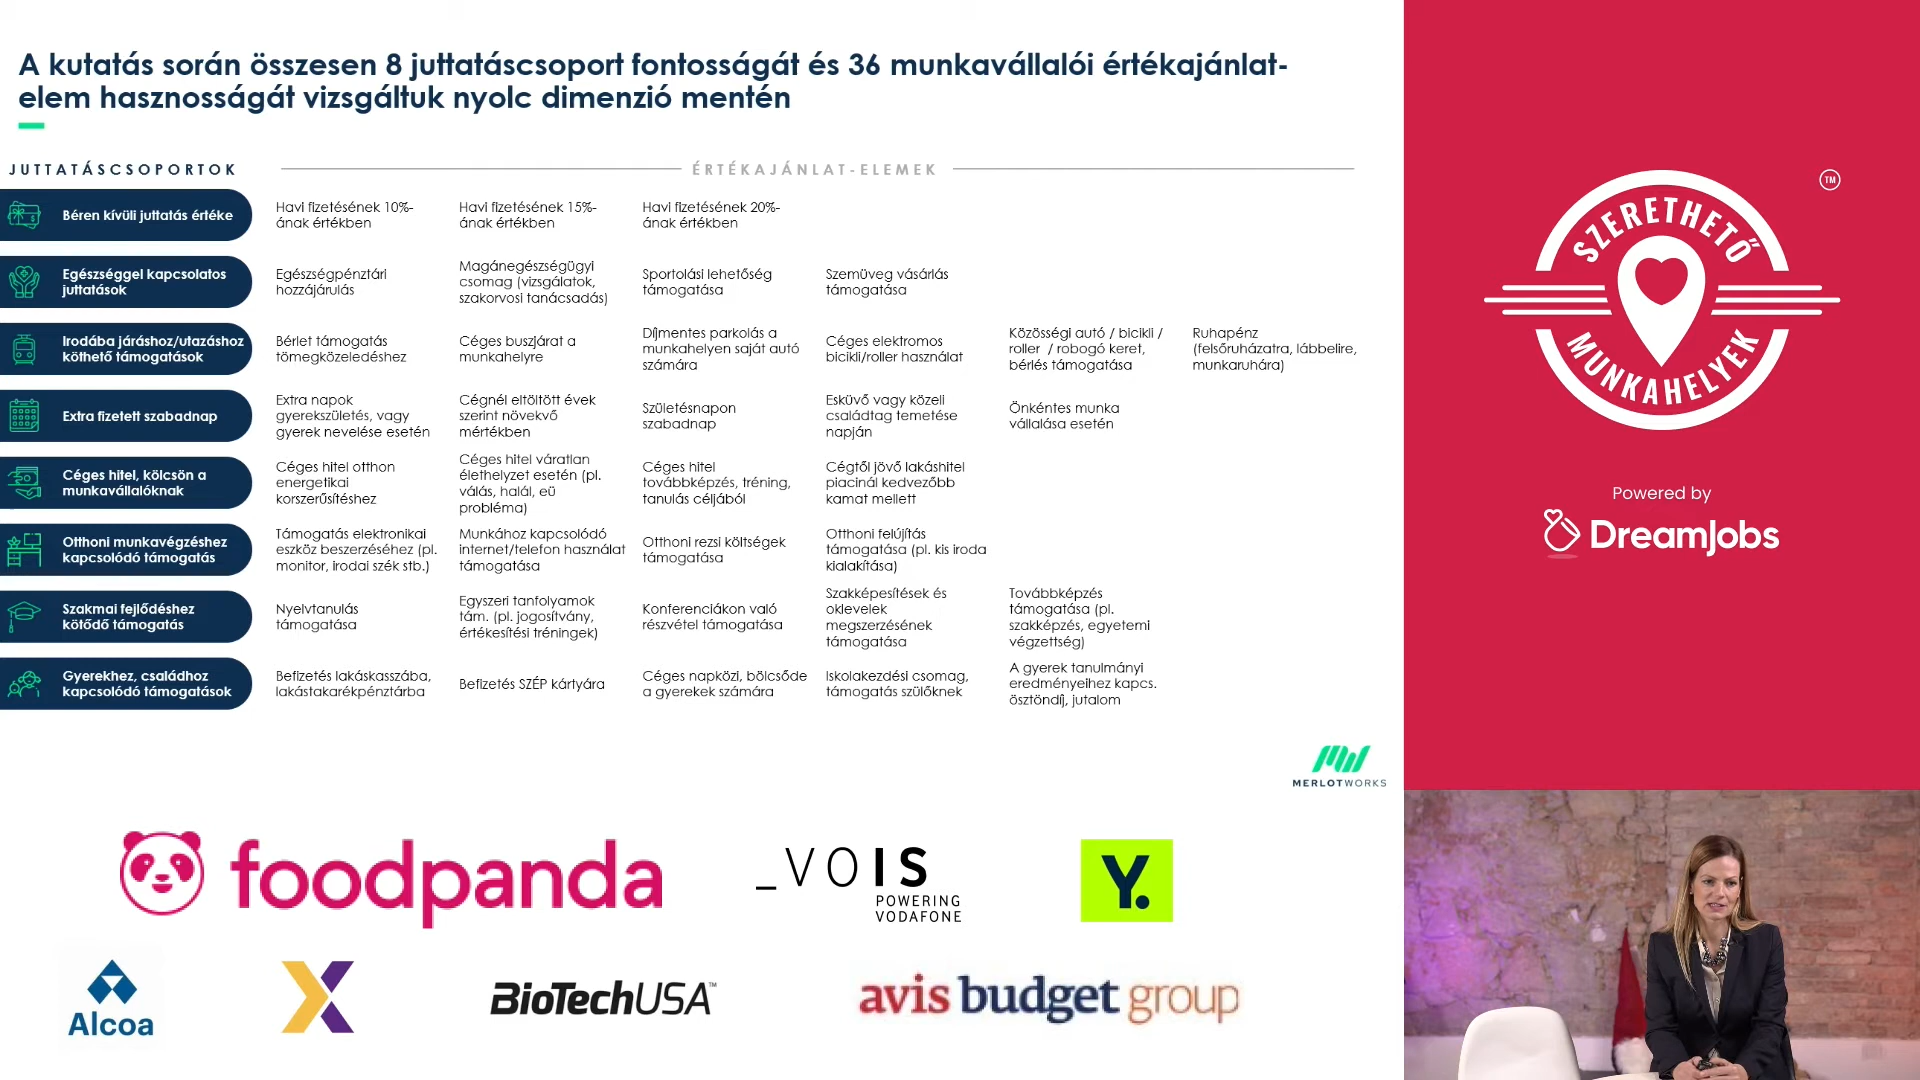 A kutatás során összesen 8 juttatáscsoport fontosságát és 36 munkavállalói értékajánlat-
elem hasznosságát vizsgáltuk nyolc dimenzió mentén
JUTTATÁSCSOPORTOK
ÉRTÉKAJÁNLAT-ELEMEK
Béren kívüli juttatás értéke
Havi fizetésének 10%-
ának értékben
Havi fizetésének 15%-
ának értékben
Havi fizetésének 20%-
ának értékben
Egészséggel kapcsolatos
juttatások
Egészségpénztári
hozzájárulás
Magánegészségügyi
csomag (vizsgálatok,
szakorvosi tanácsadás)
Sportolási lehetőség
támogatása
Szemüveg vásárlás
támogatása
Irodába járáshoz/utazáshoz
köthető támogatások
Bérlet támogatás
tömegközeledéshez
Céges buszjárat a
munkahelyre
Díjmentes parkolás a
munkahelyen saját autó
számára
Céges elektromos
bicikli/roller használat
Közösségi autó / bicikli /
roller / robogó keret,
bérlés támogatása
Ruhapénz
(felsőruházatra, lábbelire,
munkaruhára)
Extra fizetett szabadnap
Extra napok
gyerekszületés, vagy
gyerek nevelése esetén
Cégnél eltöltött évek
szerint növekvő
mértékben
Születésnapon
szabadnap
Esküvő vagy közeli
családtag temetése
napján
Önkéntes munka
vállalása esetén
Céges hitel, kölcsön a
munkavállalóknak
Céges hitel otthon
energetikai
korszerűsítéshez
Céges hitel váratlan
élethelyzet esetén (pl.
válás, halál, eü
probléma)
Céges hitel
továbbképzés, tréning,
tanulás céljából
Cégtől jövő lakáshitel
piacinál kedvezőbb
kamat mellett
Otthoni munkavégzéshez
kapcsolódó támogatás
Támogatás elektronikai
eszköz beszerzéséhez (pl.
monitor, irodai szék stb.)
Munkához kapcsolódó
internet/telefon használat
támogatása
Otthoni rezsi költségek
támogatása
Otthoni felújítás
támogatása (pl. kis iroda
kialakítása)
Szakmai fejlődéshez
kötődő támogatás
Nyelvtanulás
támogatása
Egyszeri tanfolyamok
tám. (pl. jogosítvány,
értékesítési tréningek)
Konferenciákon való
részvétel támogatása
Szakképesítések és
oklevelek
megszerzésének
támogatása
Továbbképzés
támogatása (pl.
szakképzés, egyetemi
végzettség)
Gyerekhez, családhoz
kapcsolódó támogatások
Befizetés lakáskasszába,
lakástakarékpénztárba
Befizetés SZÉP kártyára
Céges napközi, bölcsőde
a gyerekek számára
Iskolakezdési csomag,
támogatás szülőknek
A gyerek tanulmányi
eredményeihez kapcs.
ösztöndíj, jutalom
MERLOTWORKS
SZERETHETŐ
MUNKAHELYEK
TM
Powered by
DreamJobs
foodpanda
_VOIS
POWERING
VODAFONE
Y.
Alcoa
X
BioTechUSA™
avis budget group